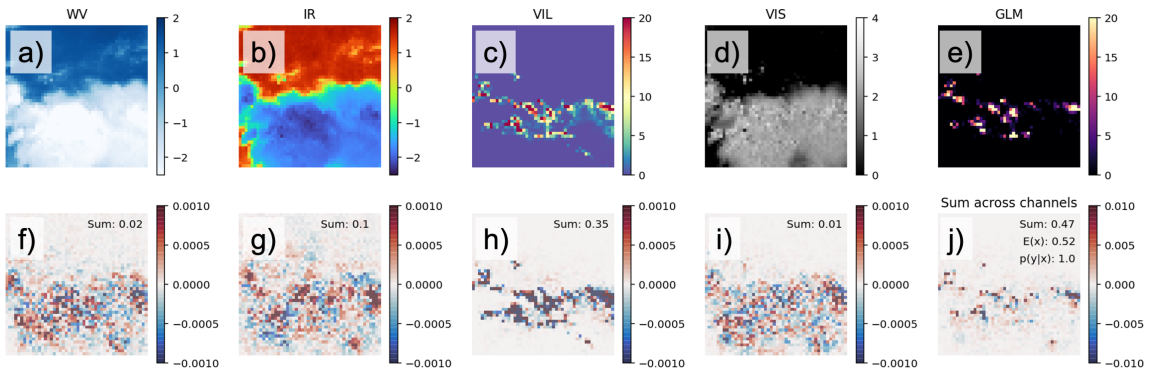 WV
IR
VIL
VIS
GLM
a)
2
1
0
−1
−2
b)
2
1
0
−1
−2
c)
20
15
10
5
0
d)
4
3
2
1
0
e)
20
15
10
5
0
f)
Sum: 0.02
0.0010
0.0005
0.0000
−0.0005
−0.0010
g)
Sum: 0.1
0.0010
0.0005
0.0000
−0.0005
−0.0010
h)
Sum: 0.35
0.0010
0.0005
0.0000
−0.0005
−0.0010
i)
Sum: 0.01
0.0010
0.0005
0.0000
−0.0005
−0.0010
Sum across channels
j)
Sum: 0.47
E(x): 0.52
p(y|x): 1.0
0.010
0.005
0.000
−0.005
−0.010